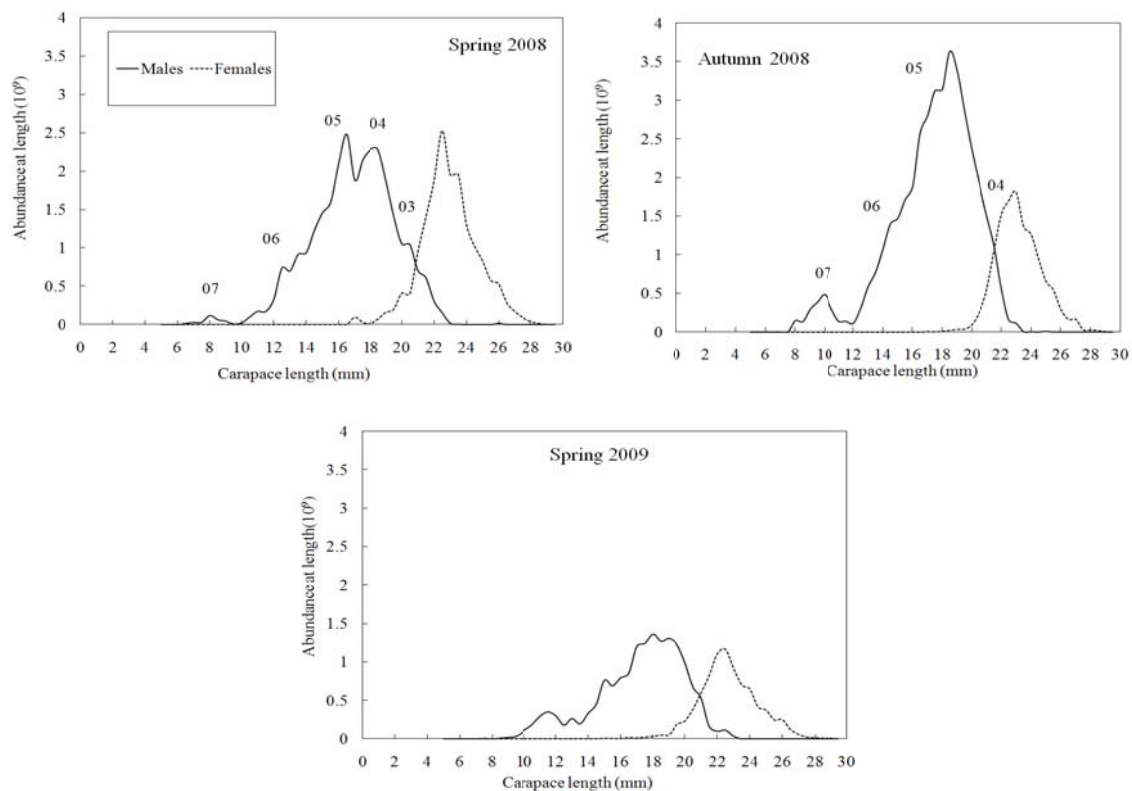 Spring 2008
Males Females
Abundance at length (10⁹)
4
3.5
3
2.5
2
1.5
1
0.5
0
05 04
03
06
07
0 2 4 6 8 10 12 14 16 18 20 22 24 26 28 30
Carapace length (mm)
Autumn 2008
Abundance at length (10⁹)
4
3.5
3
2.5
2
1.5
1
0.5
0
05
04
06
07
0 2 4 6 8 10 12 14 16 18 20 22 24 26 28 30
Carapace length (mm)
Spring 2009
Abundance at length(10⁹)
4
3.5
3
2.5
2
1.5
1
0.5
0
0 2 4 6 8 10 12 14 16 18 20 22 24 26 28 30
Carapace length (mm)